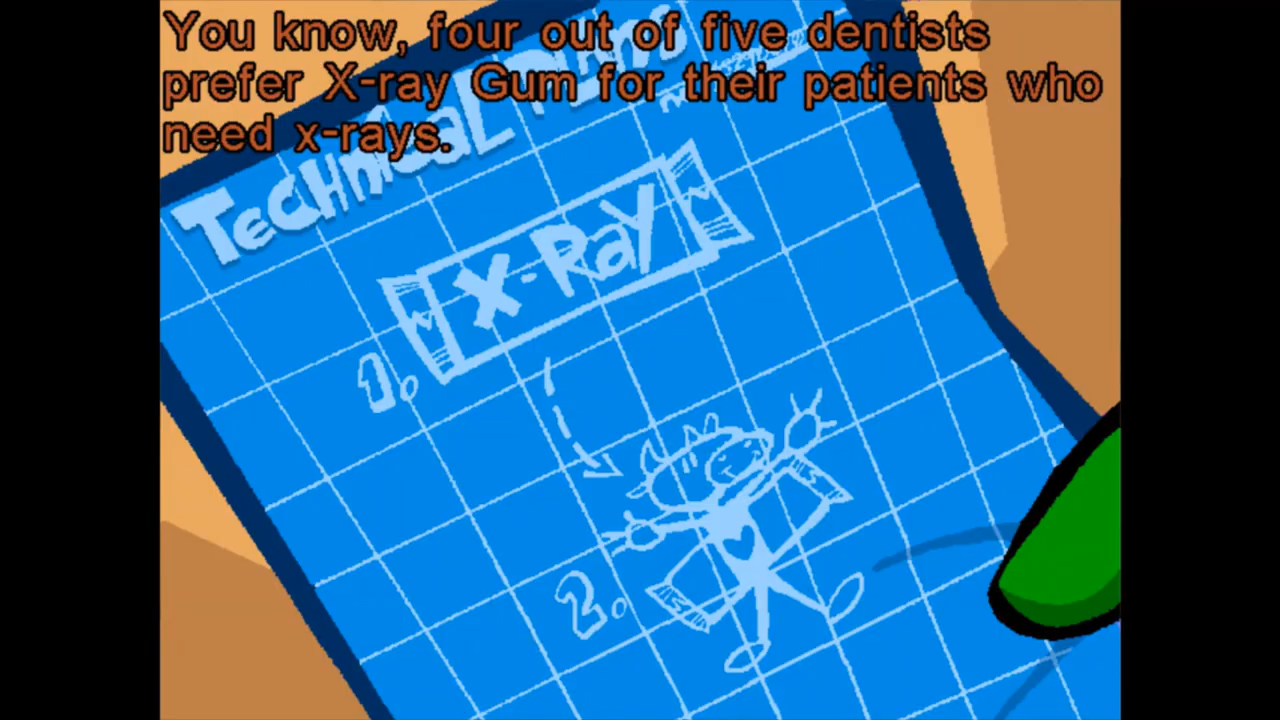 You know, four out of five dentists
prefer X-ray Gum for their patients who
need x-rays.
Technical Plans
X-Ray
1.
2.